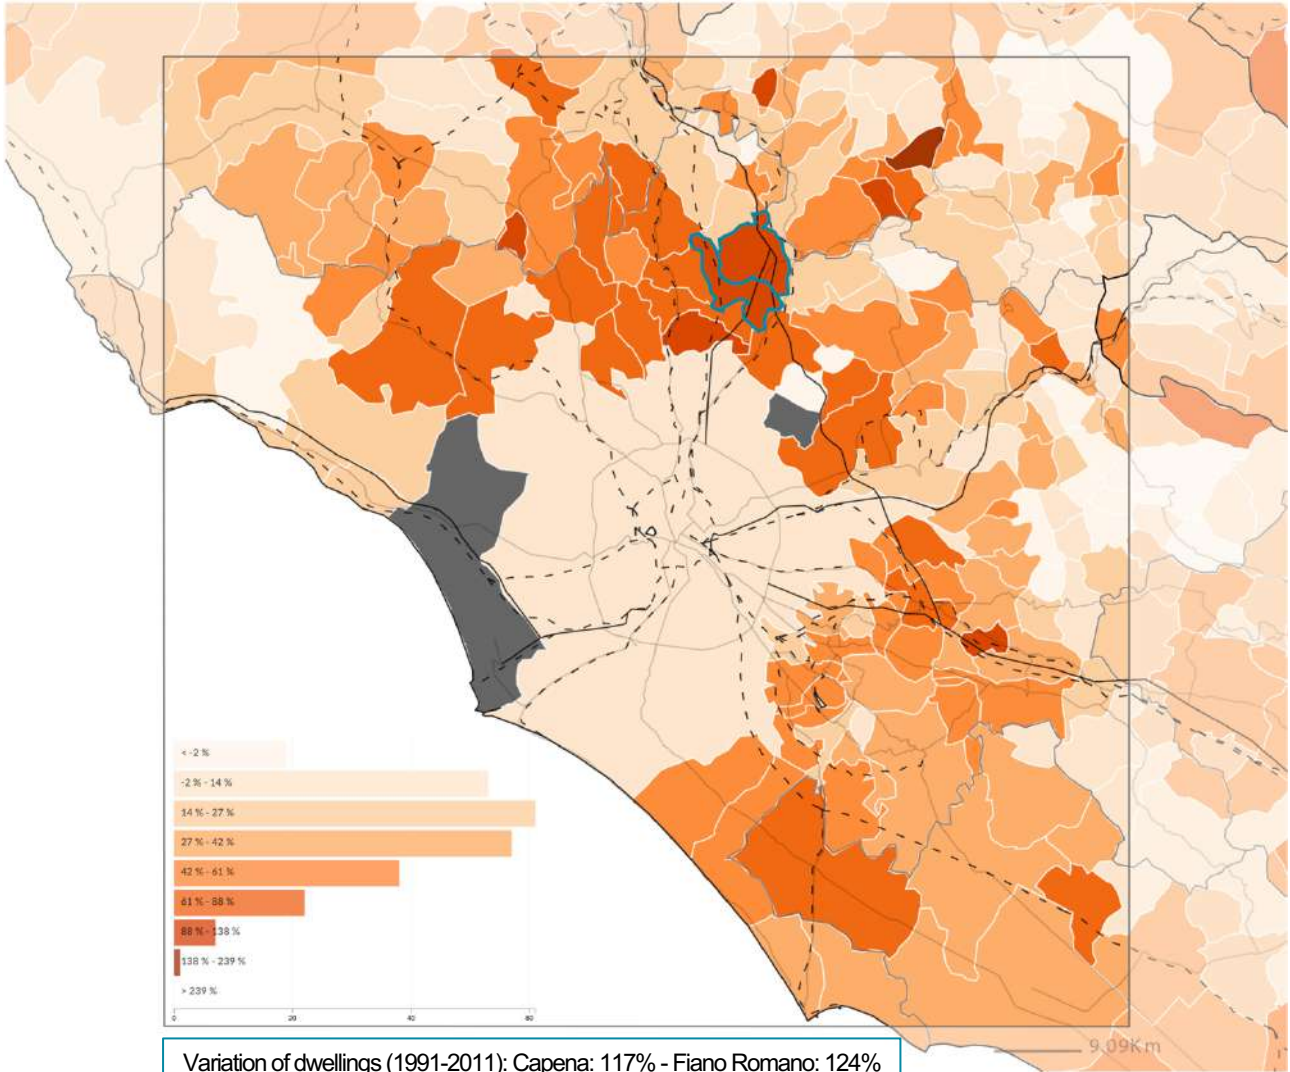 < -2 %
-2 % - 14 %
14 % - 27 %
27 % - 42 %
42 % - 61 %
61 % - 88 %
88 % - 138 %
138 % - 239 %
> 239 %
0 20 40 60
9.09Km
Variation of dwellings (1991-2011): Capena: 117% - Fiano Romano: 124%